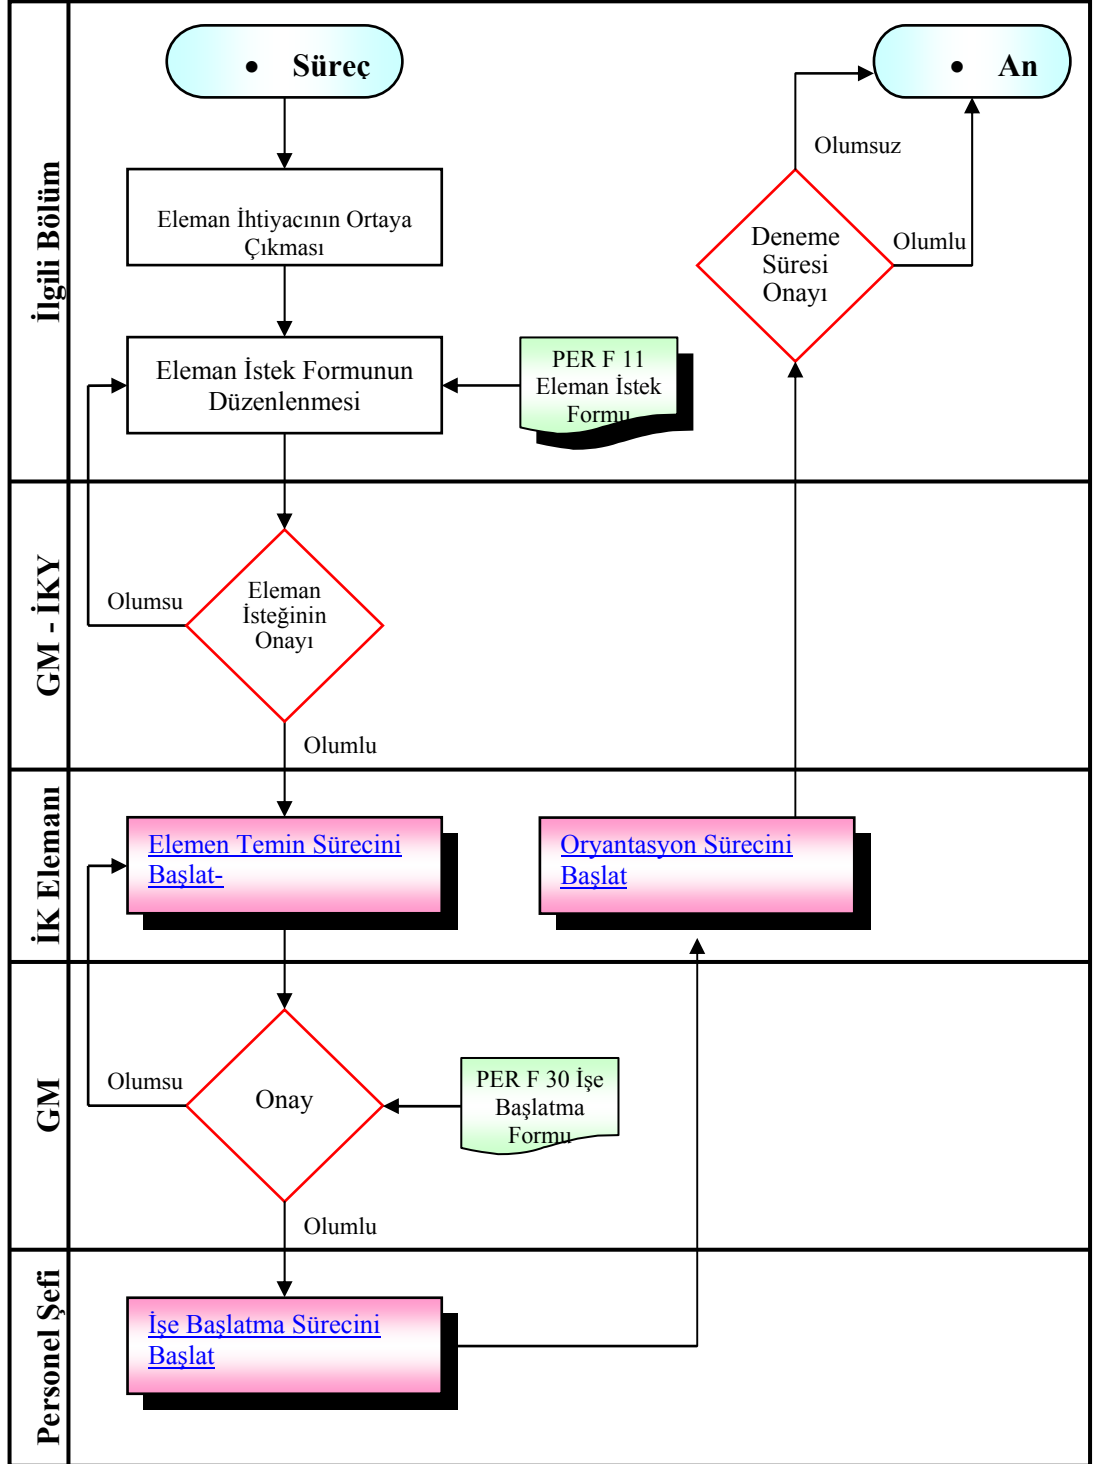 İlgili Bölüm
• Süreç
Eleman İhtiyacının Ortaya
Çıkması
Eleman İstek Formunun
Düzenlenmesi
PER F 11
Eleman İstek
Formu
• An
Olumsuz
Deneme
Süresi
Onayı
Olumlu
GM - İKY
Olumsu
Eleman
İsteğinin
Onayı
Olumlu
İK Elemanı
Elemen Temin Sürecini
Başlat-
Oryantasyon Sürecini
Başlat
GM
Olumsu
Onay
PER F 30 İşe
Başlatma
Formu
Olumlu
Personel Şefi
İşe Başlatma Sürecini
Başlat